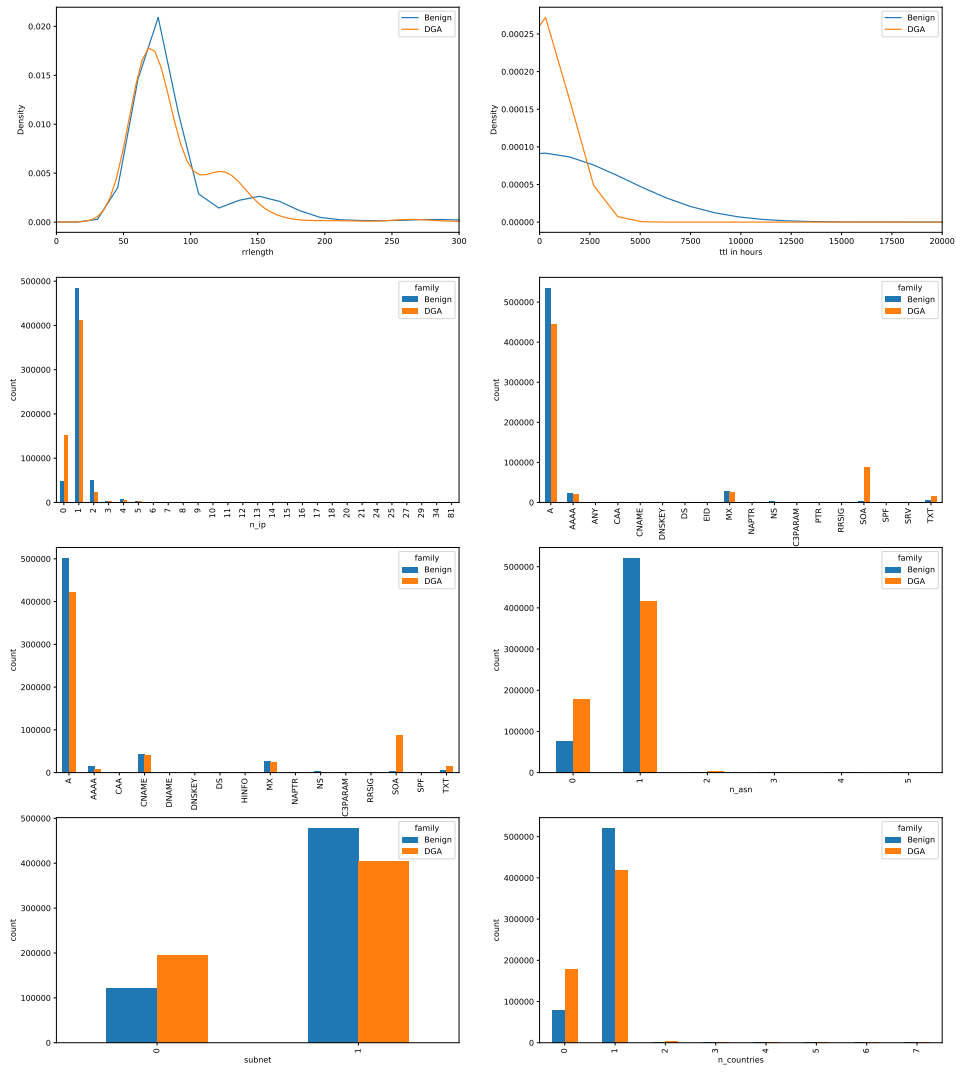 Benign
DGA
0.020
0.015
0.010
0.005
0.000
Density
0 50 100 150 200 250 300
rrlength
Benign
DGA
0.00025
0.00020
0.00015
0.00010
0.00005
0.00000
Density
0 2500 5000 7500 10000 12500 15000 17500 20000
ttl in hours
family
Benign
DGA
500000
400000
300000
200000
100000
0
count
0 1 2 3 4 5 6 7 8 9 10 11 12 13 14 15 16 17 18 20 21 24 25 27 29 34 81
n_ip
family
Benign
DGA
500000
400000
300000
200000
100000
0
count
A AAAA ANY CAA CNAME DNSKEY DS EID MX NAPTR NS C3PARAM PTR RRSIG SOA SPF SRV TXT
family
Benign
DGA
500000
400000
300000
200000
100000
0
count
A AAAA CAA CNAME DNAME DNSKEY DS HINFO MX NAPTR NS C3PARAM RRSIG SOA SPF TXT
family
Benign
DGA
500000
400000
300000
200000
100000
0
count
0 1 2 3 4 5
n_asn
family
Benign
DGA
500000
400000
300000
200000
100000
0
count
0 1
subnet
family
Benign
DGA
500000
400000
300000
200000
100000
0
count
0 1 2 3 4 5 6 7
n_countries